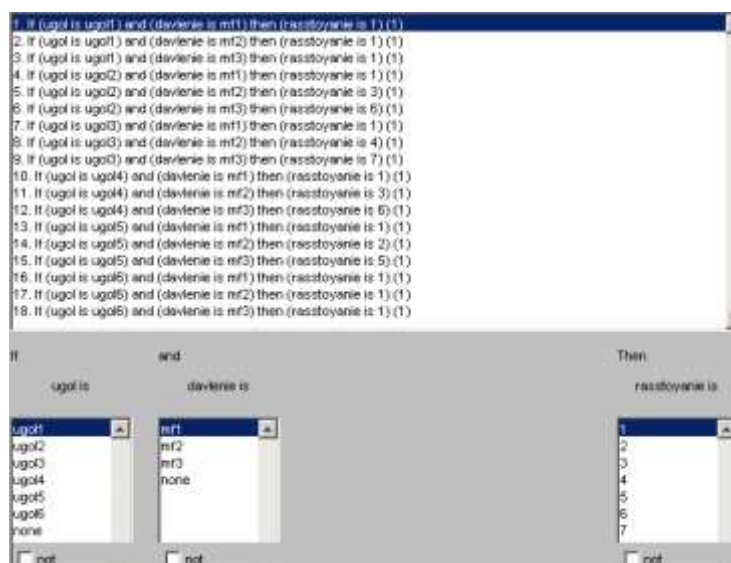 1. If (ugol is ugol1) and (davlenie is mf1) then (rasstoyanie is 1) (1)
2. If (ugol is ugol1) and (davlenie is mf2) then (rasstoyanie is 1) (1)
3. If (ugol is ugol1) and (davlenie is mf3) then (rasstoyanie is 1) (1)
4. If (ugol is ugol2) and (davlenie is mf1) then (rasstoyanie is 1) (1)
5. If (ugol is ugol2) and (davlenie is mf2) then (rasstoyanie is 3) (1)
6. If (ugol is ugol2) and (davlenie is mf3) then (rasstoyanie is 6) (1)
7. If (ugol is ugol3) and (davlenie is mf1) then (rasstoyanie is 1) (1)
8. If (ugol is ugol3) and (davlenie is mf2) then (rasstoyanie is 4) (1)
9. If (ugol is ugol3) and (davlenie is mf3) then (rasstoyanie is 7) (1)
10. If (ugol is ugol4) and (davlenie is mf1) then (rasstoyanie is 1) (1)
11. If (ugol is ugol4) and (davlenie is mf2) then (rasstoyanie is 3) (1)
12. If (ugol is ugol4) and (davlenie is mf3) then (rasstoyanie is 6) (1)
13. If (ugol is ugol5) and (davlenie is mf1) then (rasstoyanie is 1) (1)
14. If (ugol is ugol5) and (davlenie is mf2) then (rasstoyanie is 2) (1)
15. If (ugol is ugol5) and (davlenie is mf3) then (rasstoyanie is 5) (1)
16. If (ugol is ugol6) and (davlenie is mf1) then (rasstoyanie is 1) (1)
17. If (ugol is ugol6) and (davlenie is mf2) then (rasstoyanie is 1) (1)
18. If (ugol is ugol6) and (davlenie is mf3) then (rasstoyanie is 1) (1)
If and Then
ugol is davlenie is rasstoyanie is
ugol1 mf1 1
ugol2 mf2 2
ugol3 mf3 3
ugol4 none 4
ugol5 5
ugol6 6
none 7
not not not